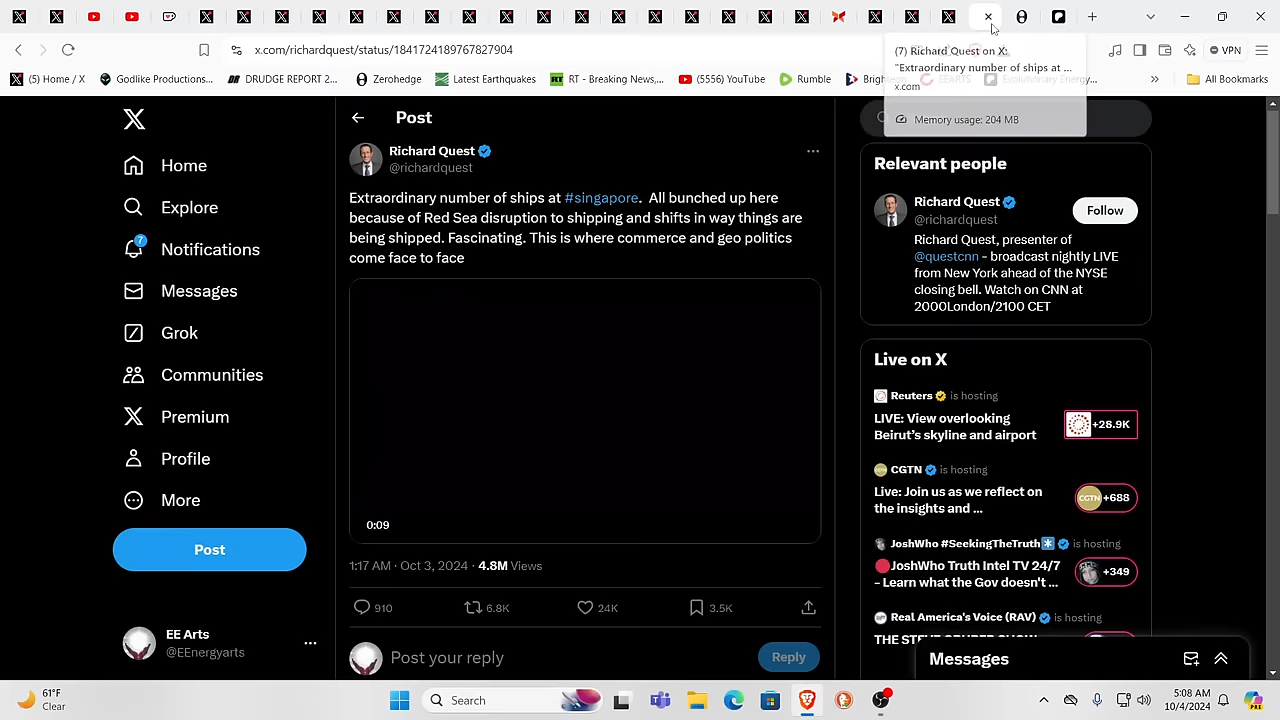 x.com/richardquest/status/1841724189767827904
VPN
(5) Home / X
Godlike Productions...
DRUDGE REPORT 2...
Zerohedge
Latest Earthquakes
RT - Breaking News,...
(5556) YouTube
Rumble
All Bookmarks
(7) Richard Quest on X:
"Extraordinary number of ships at ...
x.com
Memory usage: 204 MB
Home
Explore
7
Notifications
Messages
Grok
Communities
Premium
Profile
More
Post
EE Arts
@EEnergyarts
Post
Richard Quest
@richardquest
Extraordinary number of ships at #singapore. All bunched up here
because of Red Sea disruption to shipping and shifts in way things are
being shipped. Fascinating. This is where commerce and geo politics
come face to face
0:09
1:17 AM · Oct 3, 2024 · 4.8M Views
910
6.8K
24K
3.5K
Post your reply
Reply
Relevant people
Richard Quest
@richardquest
Follow
Richard Quest, presenter of
@questcnn - broadcast nightly LIVE
from New York ahead of the NYSE
closing bell. Watch on CNN at
2000London/2100 CET
Live on X
Reuters is hosting
LIVE: View overlooking
Beirut's skyline and airport
+28.9K
CGTN is hosting
Live: Join us as we reflect on
the insights and ...
CGTN
+688
JoshWho #SeekingTheTruth is hosting
JoshWho Truth Intel TV 24/7
- Learn what the Gov doesn't ...
+349
Real America's Voice (RAV) is hosting
Messages
61°F
Clear
Search
5:08 AM
10/4/2024